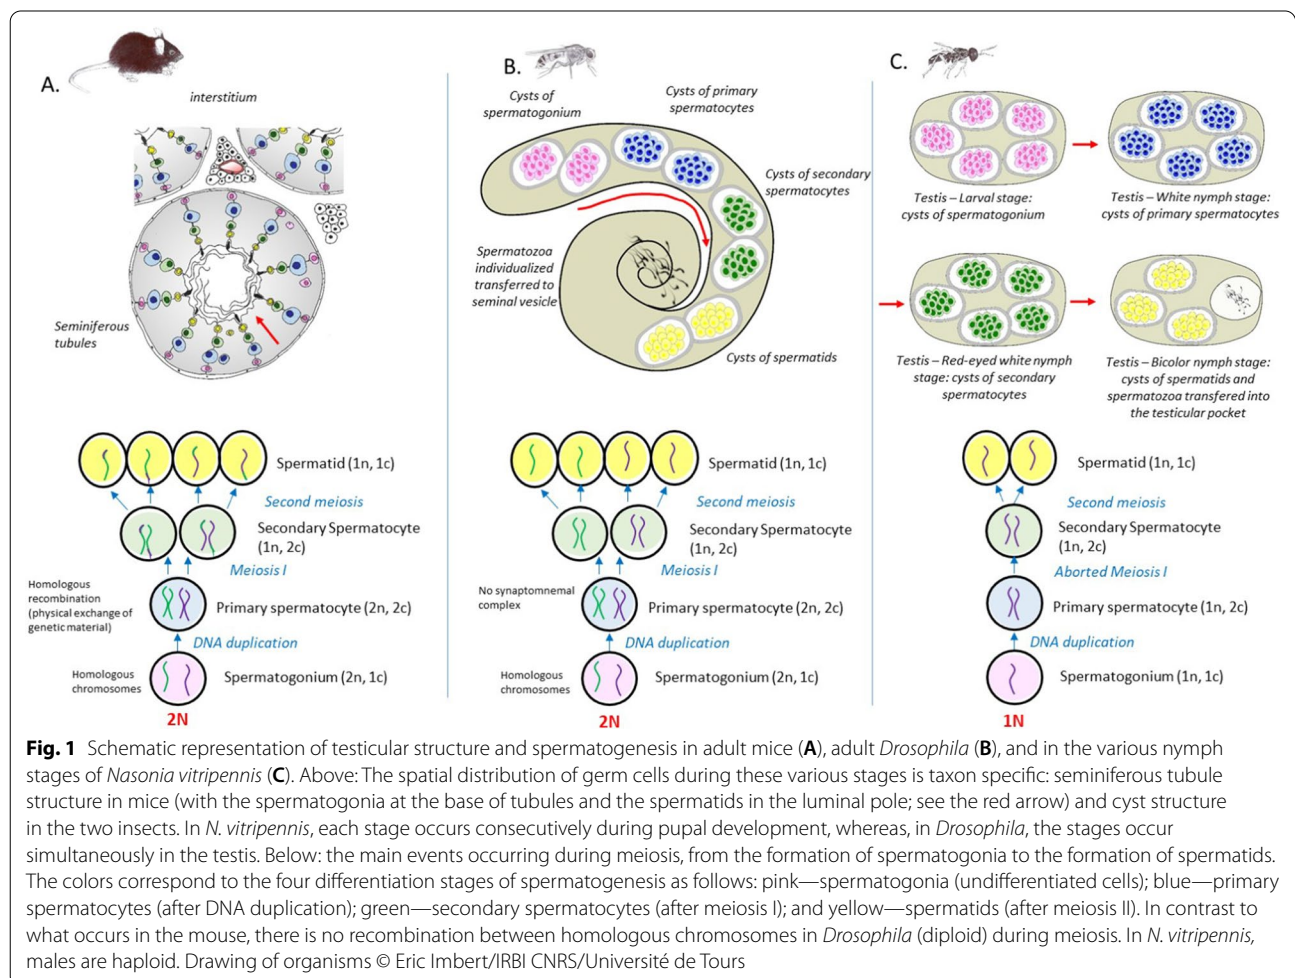 A.
interstitium
Seminiferous
tubules
Spermatid (1n, 1c)
Second meiosis
Secondary Spermatocyte
(1n, 2c)
Meiosis I
Homologous
recombination
(physical exchange of
genetic material)
Primary spermatocyte (2n, 2c)
DNA duplication
Homologous
chromosomes
Spermatogonium (2n, 1c)
2N
B.
Cysts of
spermatogonium
Cysts of primary
spermatocytes
Cysts of secondary
spermatocytes
Spermatozoa
individualized
transferred to
seminal vesicle
Cysts of spermatids
Spermatid (1n, 1c)
Second meiosis
Secondary Spermatocyte
(1n, 2c)
Meiosis I
No synaptomnemal
complex
Primary spermatocyte (2n, 2c)
DNA duplication
Homologous
chromosomes
Spermatogonium (2n, 1c)
2N
C.
Testis – Larval stage:
cysts of spermatogonium
Testis – White nymph stage:
cysts of primary spermatocytes
Testis – Red-eyed white nymph
stage: cysts of secondary
spermatocytes
Testis – Bicolor nymph stage:
cysts of spermatids and
spermatozoa transfered into
the testicular pocket
Spermatid (1n, 1c)
Second meiosis
Secondary Spermatocyte
(1n, 2c)
Aborted Meiosis I
Primary spermatocyte (1n, 2c)
DNA duplication
Spermatogonium (1n, 1c)
1N
Fig. 1 Schematic representation of testicular structure and spermatogenesis in adult mice (A), adult Drosophila (B), and in the various nymph
stages of Nasonia vitripennis (C). Above: The spatial distribution of germ cells during these various stages is taxon specific: seminiferous tubule
structure in mice (with the spermatogonia at the base of tubules and the spermatids in the luminal pole; see the red arrow) and cyst structure
in the two insects. In N. vitripennis, each stage occurs consecutively during pupal development, whereas, in Drosophila, the stages occur
simultaneously in the testis. Below: the main events occurring during meiosis, from the formation of spermatogonia to the formation of spermatids.
The colors correspond to the four differentiation stages of spermatogenesis as follows: pink—spermatogonia (undifferentiated cells); blue—primary
spermatocytes (after DNA duplication); green—secondary spermatocytes (after meiosis I); and yellow—spermatids (after meiosis II). In contrast to
what occurs in the mouse, there is no recombination between homologous chromosomes in Drosophila (diploid) during meiosis. In N. vitripennis,
males are haploid. Drawing of organisms © Eric Imbert/IRBI CNRS/Université de Tours